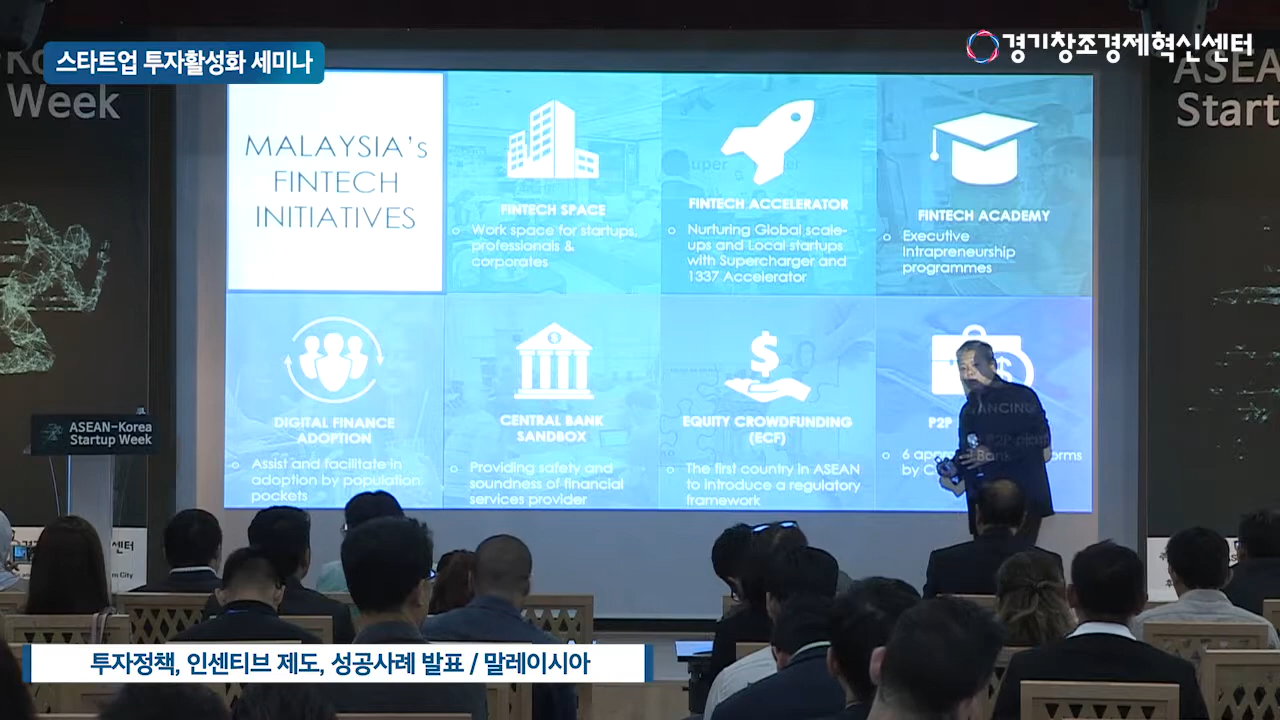 스타트업 투자활성화 세미나
경기창조경제혁신센터
Week
ASEA
Start
MALAYSIA's
FINTECH
INITIATIVES
FINTECH SPACE
Work space for startups,
professionals &
corporates
FINTECH ACCELERATOR
Nurturing Global scale-
ups and Local startups
with Supercharger and
1337 Accelerator
FINTECH ACADEMY
Executive
Intrapreneurship
programmes
DIGITAL FINANCE
ADOPTION
Assist and facilitate in
adoption by population
pockets
CENTRAL BANK
SANDBOX
Providing safety and
soundness of financial
services provider
EQUITY CROWDFUNDING
(ECF)
The first country in ASEAN
to introduce a regulatory
framework
P2P
ANCING
6
by
ASEAN-Korea
Startup Week
센터
투자정책, 인센티브 제도, 성공사례 발표 / 말레이시아